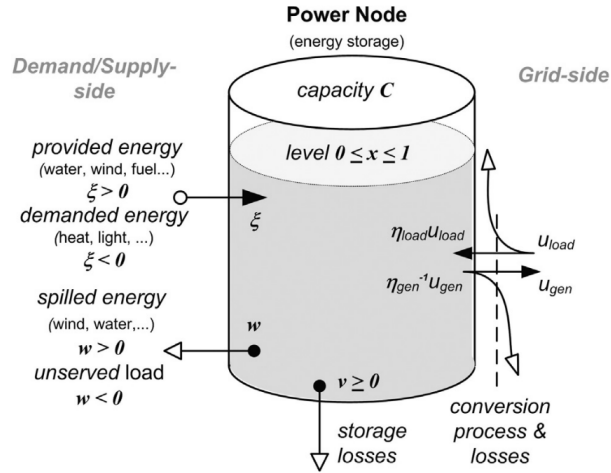 Power Node
(energy storage)
Demand/Supply-
side
Grid-side
capacity C
level 0 ≤ x ≤ 1
provided energy
(water, wind, fuel...)
ξ > 0
demanded energy
(heat, light, ...)
ξ < 0
ξ
η_load u_load
u_load
η_gen⁻¹ u_gen
u_gen
spilled energy
(wind, water,...)
w > 0
unserved load
w < 0
w
v ≥ 0
storage
losses
conversion
process &
losses